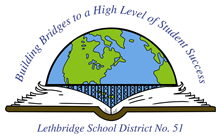 Building Bridges to a High Level of Student Success
Lethbridge School District No. 51